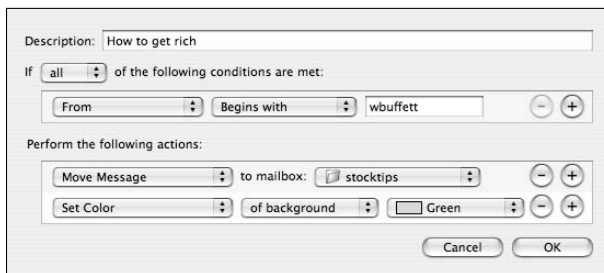 Description: How to get rich
If all of the following conditions are met:
From Begins with wbuffett
Perform the following actions:
Move Message to mailbox: stocktips
Set Color of background Green
Cancel OK